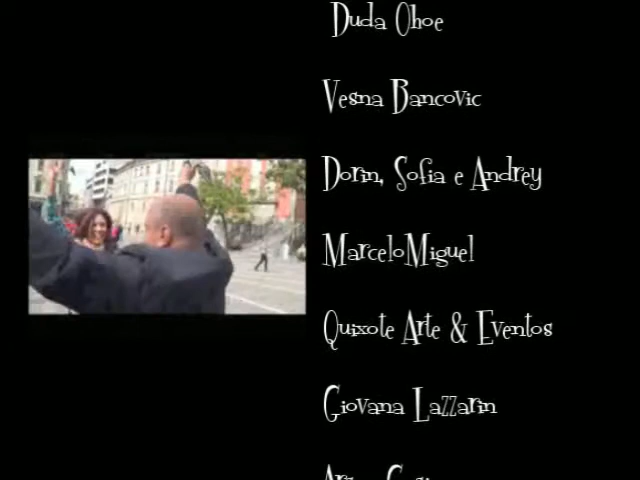 Duda Ohoe
Vesna Bancovic
Dorin, Sofia e Andrey
MarceloMiguel
Quixote Arte & Eventos
Giovana Lazzarin